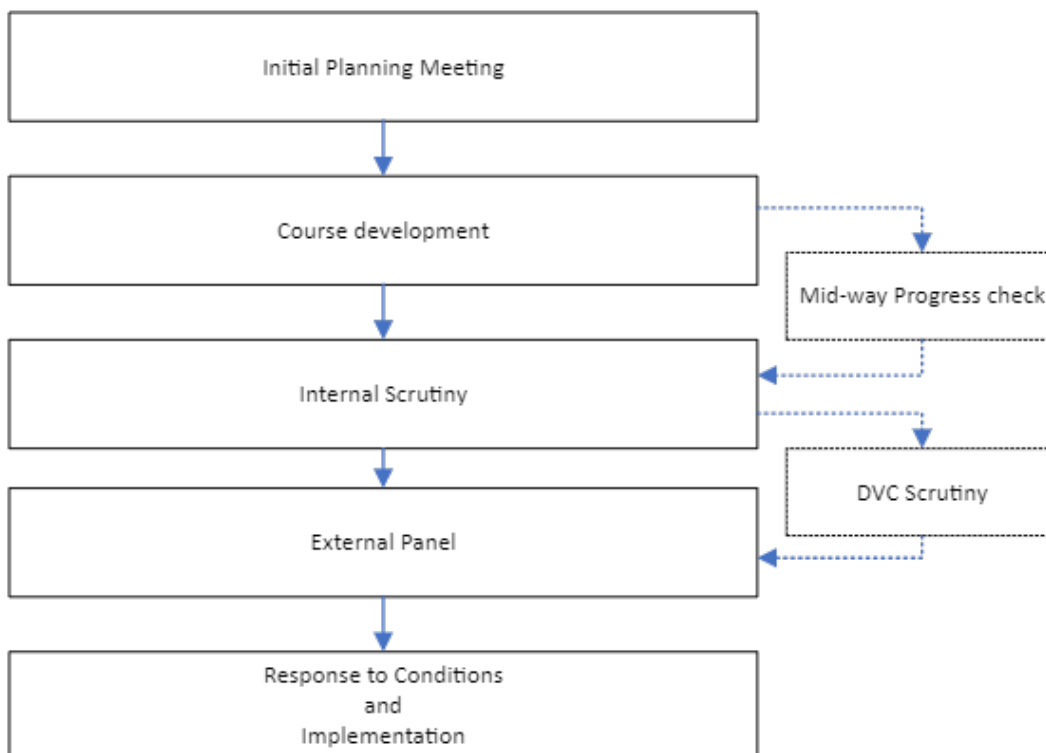 Initial Planning Meeting
Course development
Mid-way Progress check
Internal Scrutiny
DVC Scrutiny
External Panel
Response to Conditions
and
Implementation